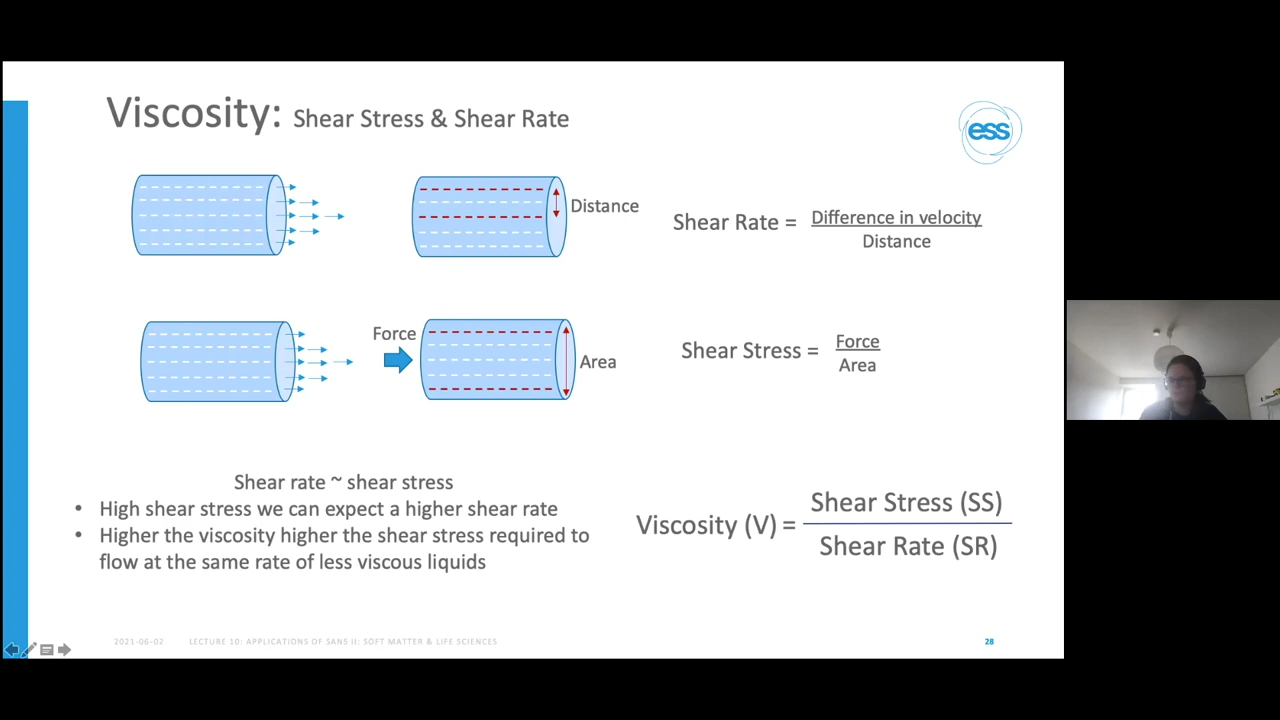 Viscosity: Shear Stress & Shear Rate
ess
Distance
Shear Rate = Difference in velocity
Distance
Force
Area
Shear Stress = Force
Area
Shear rate ~ shear stress
• High shear stress we can expect a higher shear rate
• Higher the viscosity higher the shear stress required to
flow at the same rate of less viscous liquids
Viscosity (V) = Shear Stress (SS)
Shear Rate (SR)
2021-06-02 LECTURE 10: APPLICATIONS OF SANS II: SOFT MATTER & LIFE SCIENCES
28